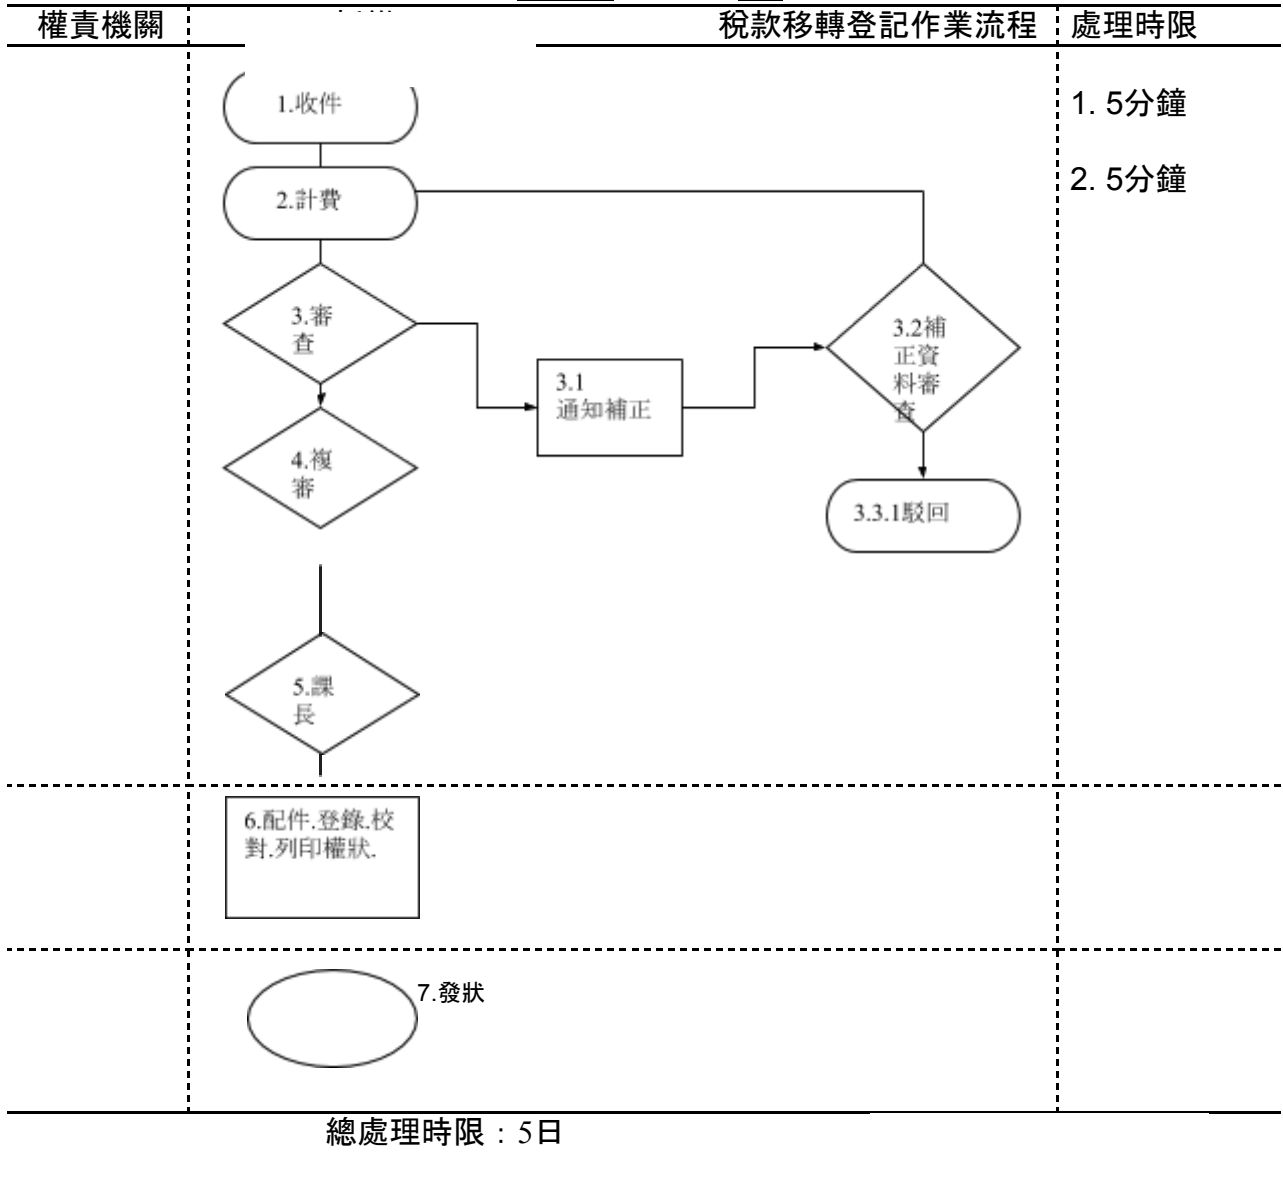 權責機關
稅款移轉登記作業流程
處理時限
1.收件
1. 5分鐘
2.計費
2. 5分鐘
3.審
查
3.1
通知補正
3.2補
正資
料審
查
4.複
審
3.3.1駁回
5.課
長
6.配件.登錄.校
對.列印權狀.
7.發狀
總處理時限：5日